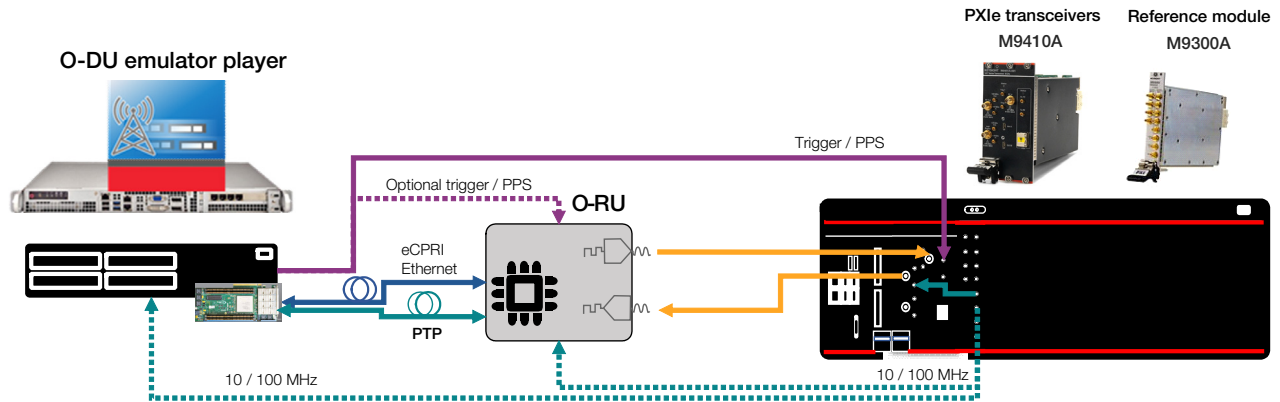 PXIe transceivers
M9410A
Reference module
M9300A
O-DU emulator player
Trigger / PPS
Optional trigger / PPS
O-RU
eCPRI
Ethernet
PTP
10 / 100 MHz
10 / 100 MHz